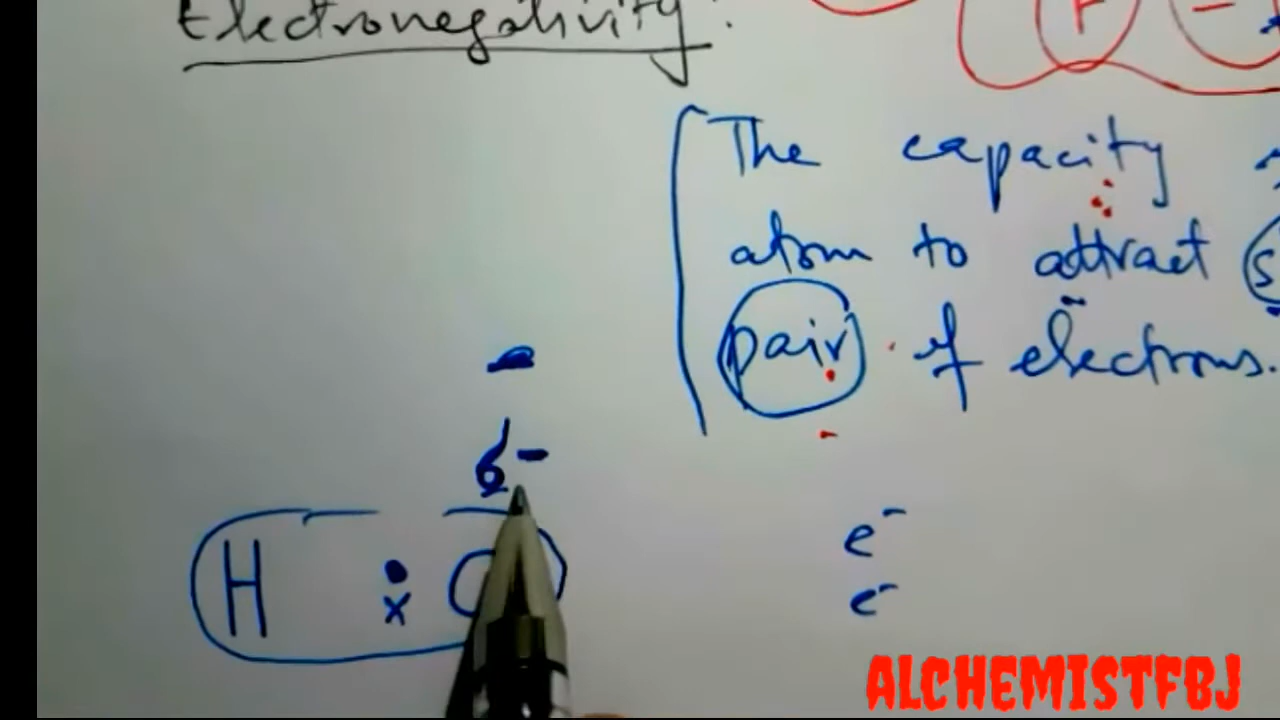 Electronegativity:
F −
The capacity
atom to attract
pair of electrons.
−
δ−
e−
H
e−
ALCHEMISTFBJ